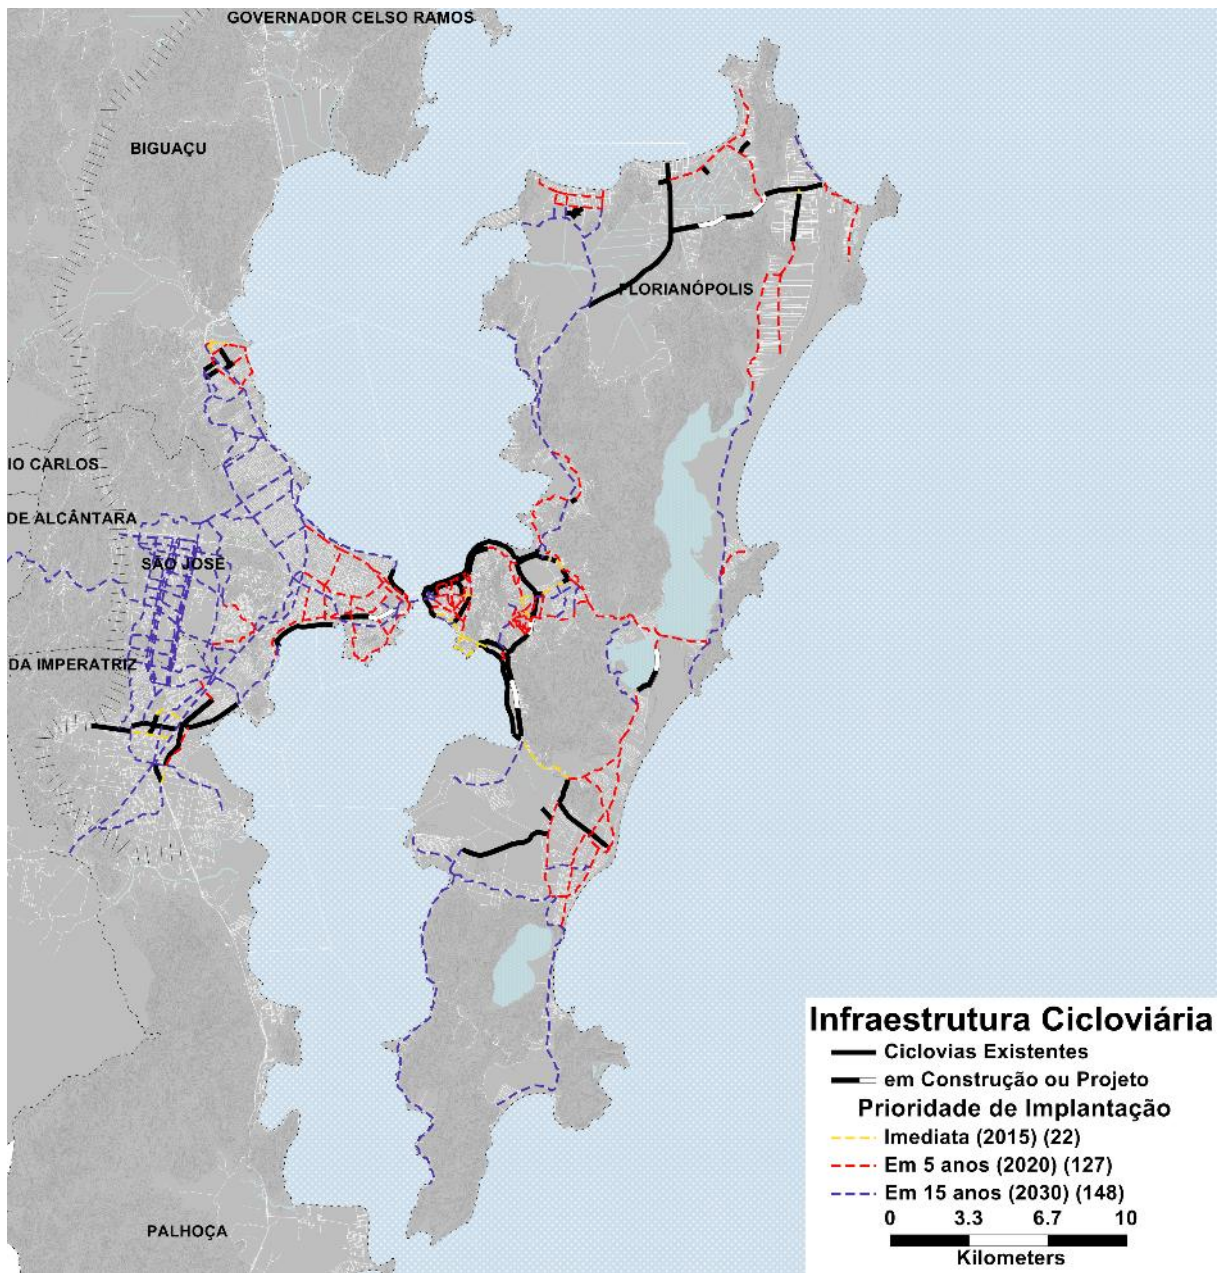 GOVERNADOR CELSO RAMOS
BIGUAÇU
FLORIANÓPOLIS
IO CARLOS
DE ALCÂNTARA
SÃO JOSÉ
DA IMPERATRIZ
PALHOÇA
Infraestrutura Cicloviária
Ciclovias Existentes
em Construção ou Projeto
Prioridade de Implantação
Imediata (2015) (22)
Em 5 anos (2020) (127)
Em 15 anos (2030) (148)
0 3.3 6.7 10
Kilometers